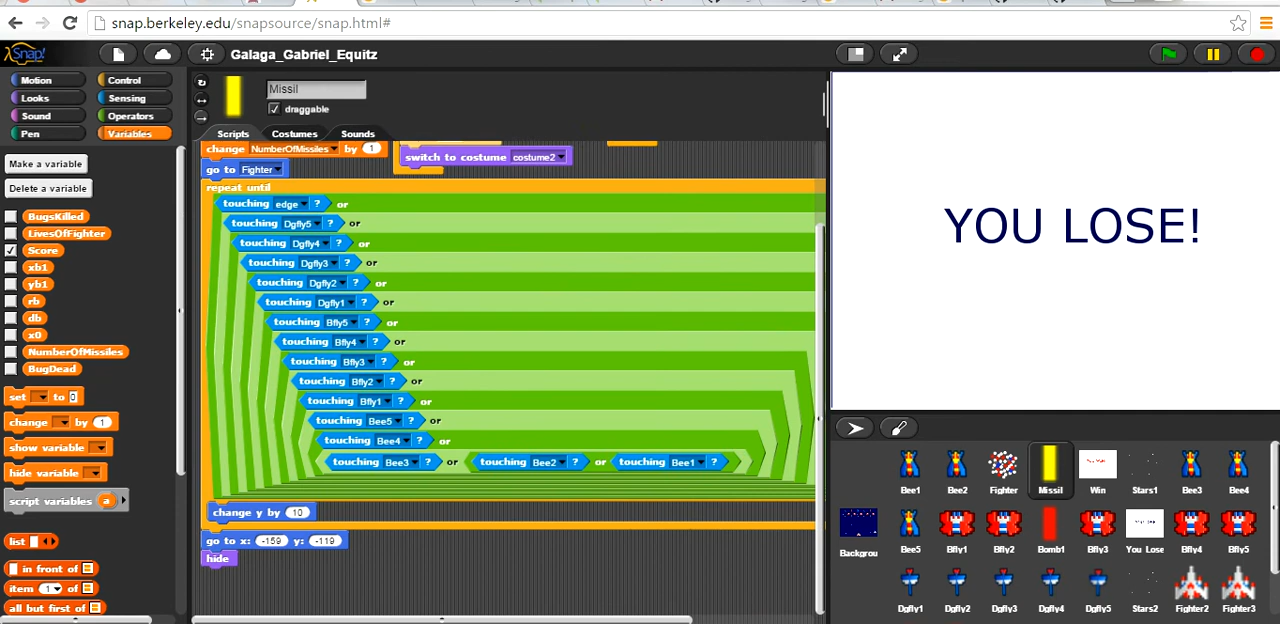 snap.berkeley.edu/snapsource/snap.html#
Snap!
Galaga_Gabriel_Equitz
Motion Control
Looks Sensing
Sound Operators
Pen Variables
Missil
draggable
Scripts Costumes Sounds
Make a variable
Delete a variable
BugsKilled
LivesOfFighter
Score
xb1
yb1
rb
db
x0
NumberOfMissiles
BugDead
set to 0
change by 1
show variable
hide variable
script variables a
list
in front of
item 1 of
all but first of
change NumberOfMissiles by 1
switch to costume costume2
go to Fighter
repeat until
touching edge ? or
touching Dgfly5 ? or
touching Dgfly4 ? or
touching Dgfly3 ? or
touching Dgfly2 ? or
touching Dgfly1 ? or
touching Bfly5 ? or
touching Bfly4 ? or
touching Bfly3 ? or
touching Bfly2 ? or
touching Bfly1 ? or
touching Bee5 ? or
touching Bee4 ? or
touching Bee3 ? or touching Bee2 ? or touching Bee1 ?
change y by 10
go to x: -159 y: -119
hide
YOU LOSE!
Bee1 Bee2 Fighter Missil Win Stars1 Bee3 Bee4
Backgrou Bee5 Bfly1 Bfly2 Bomb1 Bfly3 You Lose Bfly4 Bfly5
Dgfly1 Dgfly2 Dgfly3 Dgfly4 Dgfly5 Stars2 Fighter2 Fighter3